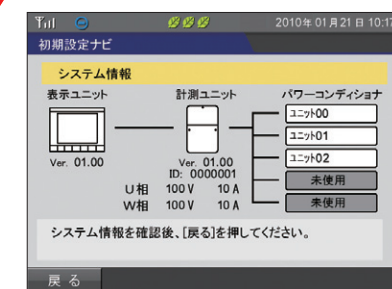 2010年01月21日 10:17
初期設定ナビ
システム情報
表示ユニット 計測ユニット パワーコンディショナ
ユニット00
ユニット01
ユニット02
未使用
未使用
Ver. 01.00
Ver. 01.00
ID: 0000001
U相 100 V 10 A
W相 100 V 10 A
システム情報を確認後、[戻る]を押してください。
戻る